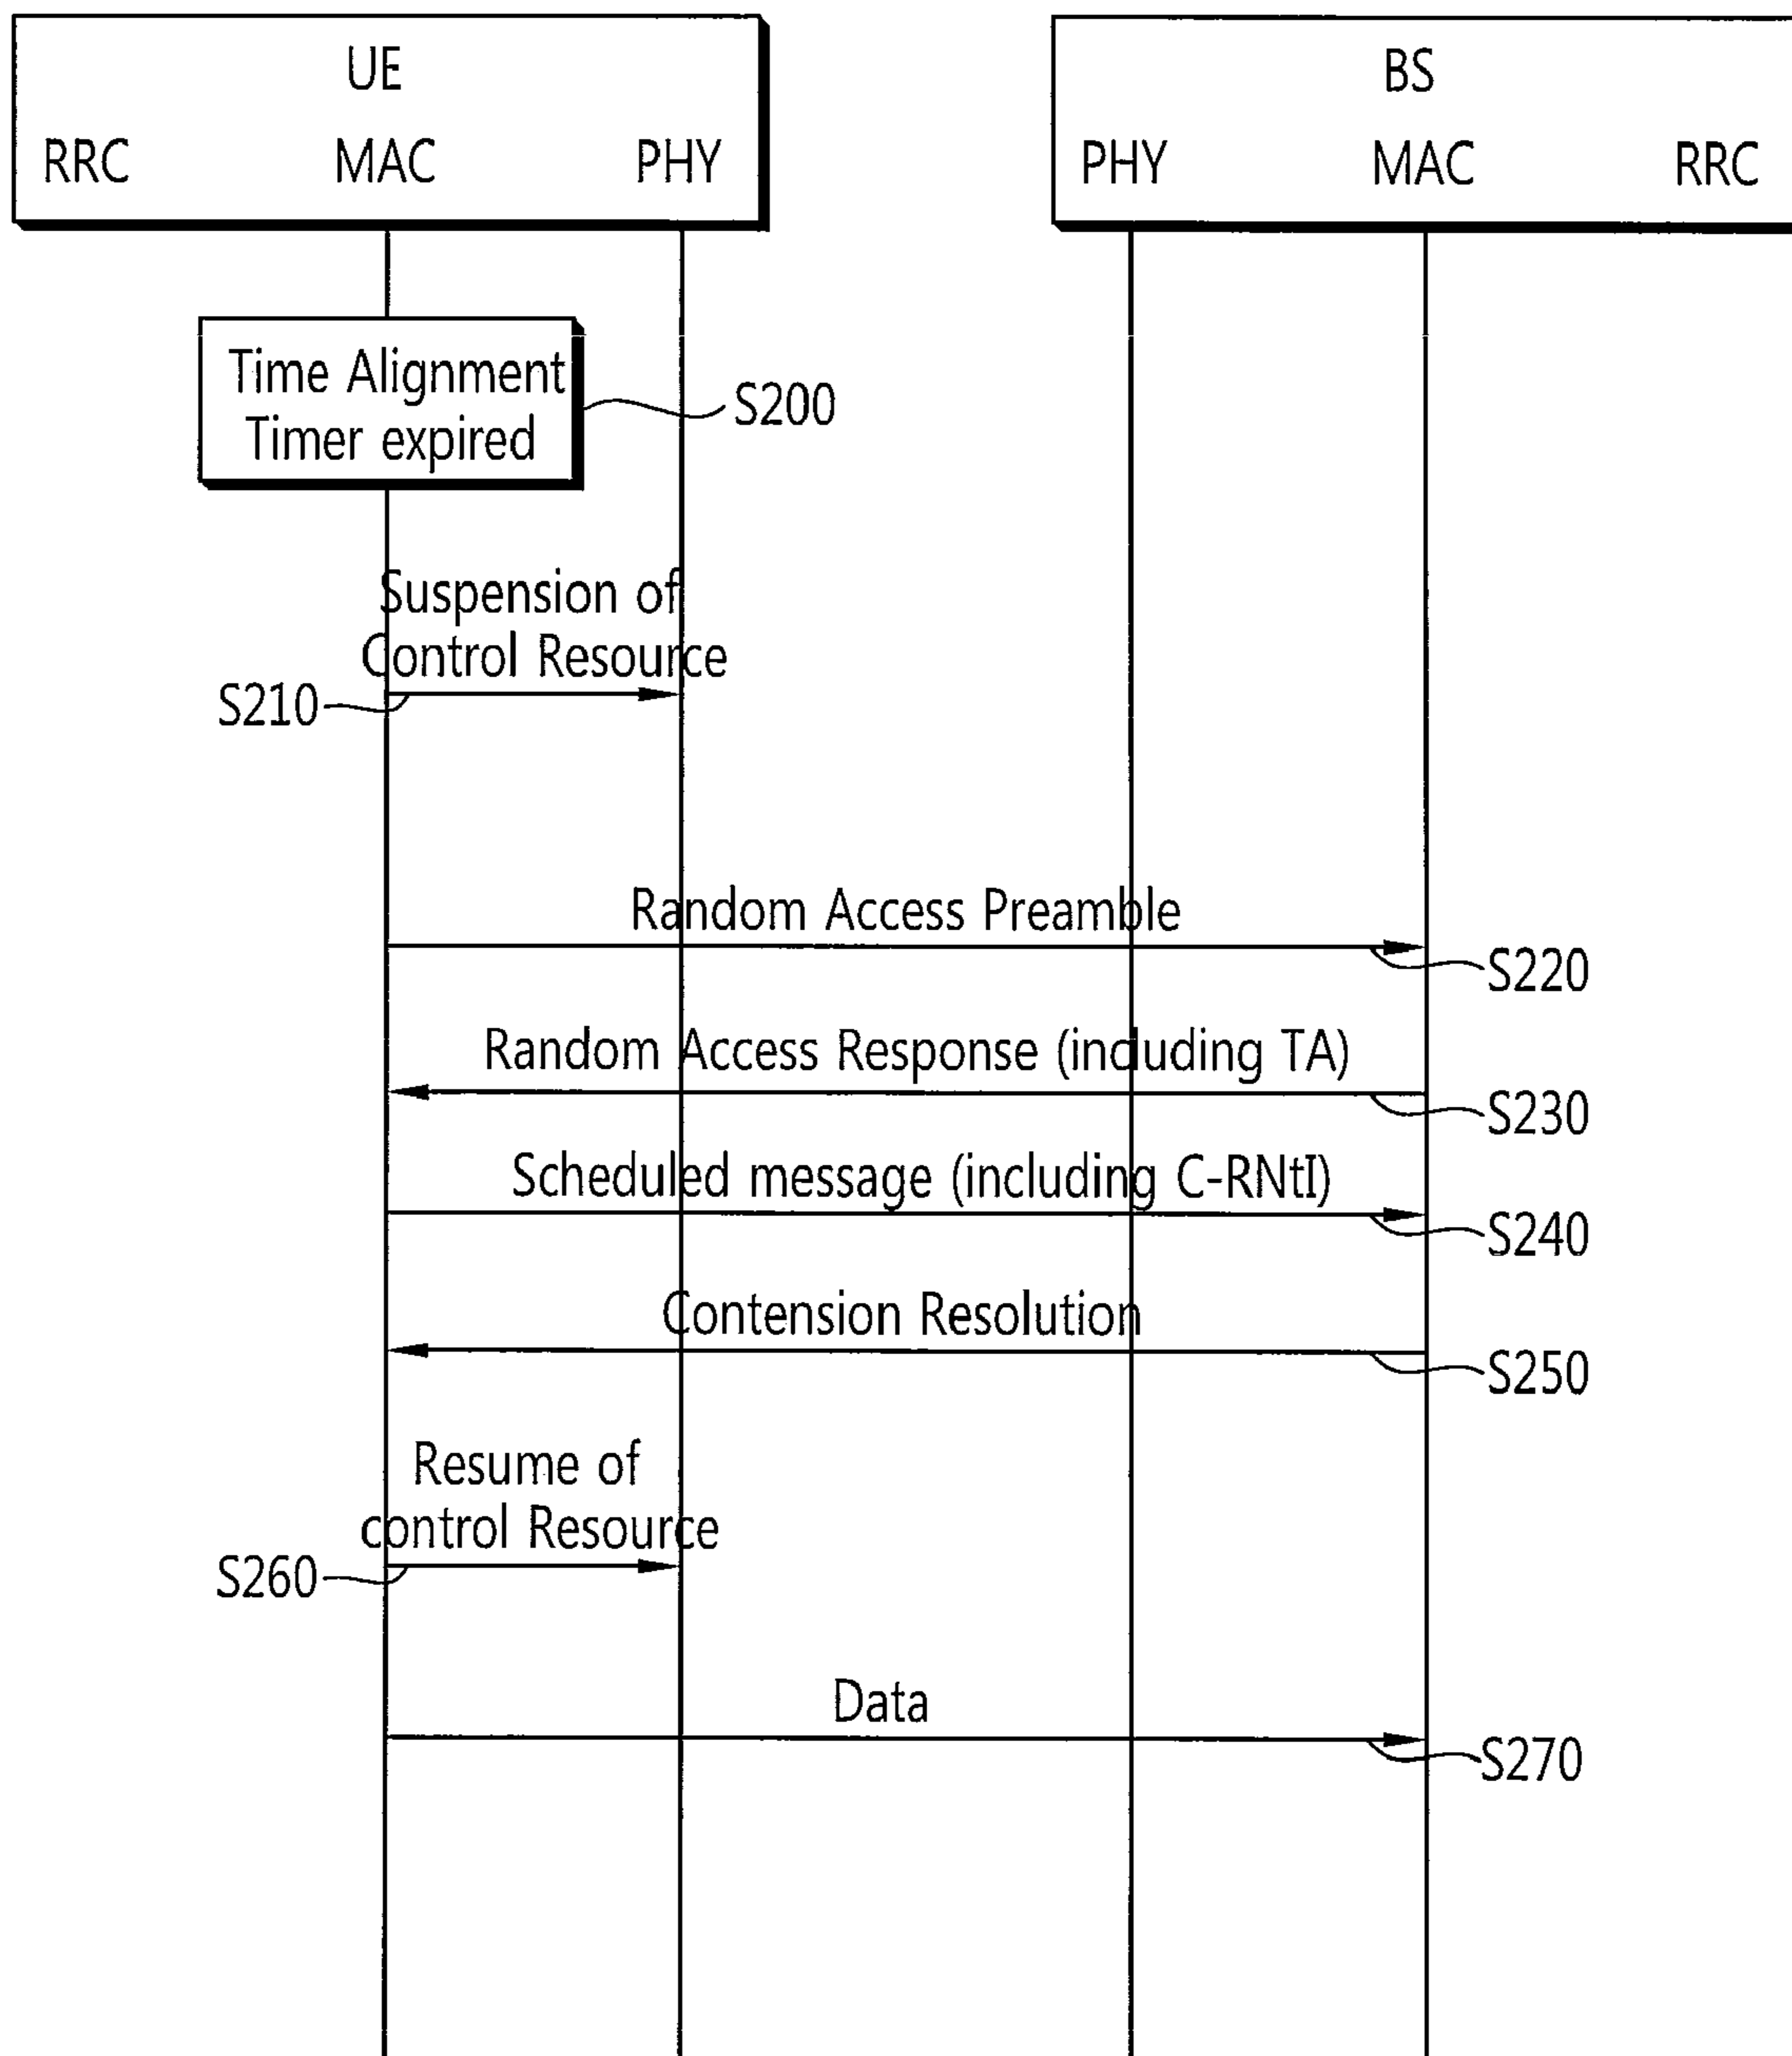 UE
RRC MAC PHY
BS
PHY MAC RRC
Time Alignment
Timer expired
S200
Suspension of
Control Resource
S210
Random Access Preamble
S220
Random Access Response (including TA)
S230
Scheduled message (including C-RNtI)
S240
Contension Resolution
S250
Resume of
control Resource
S260
Data
S270